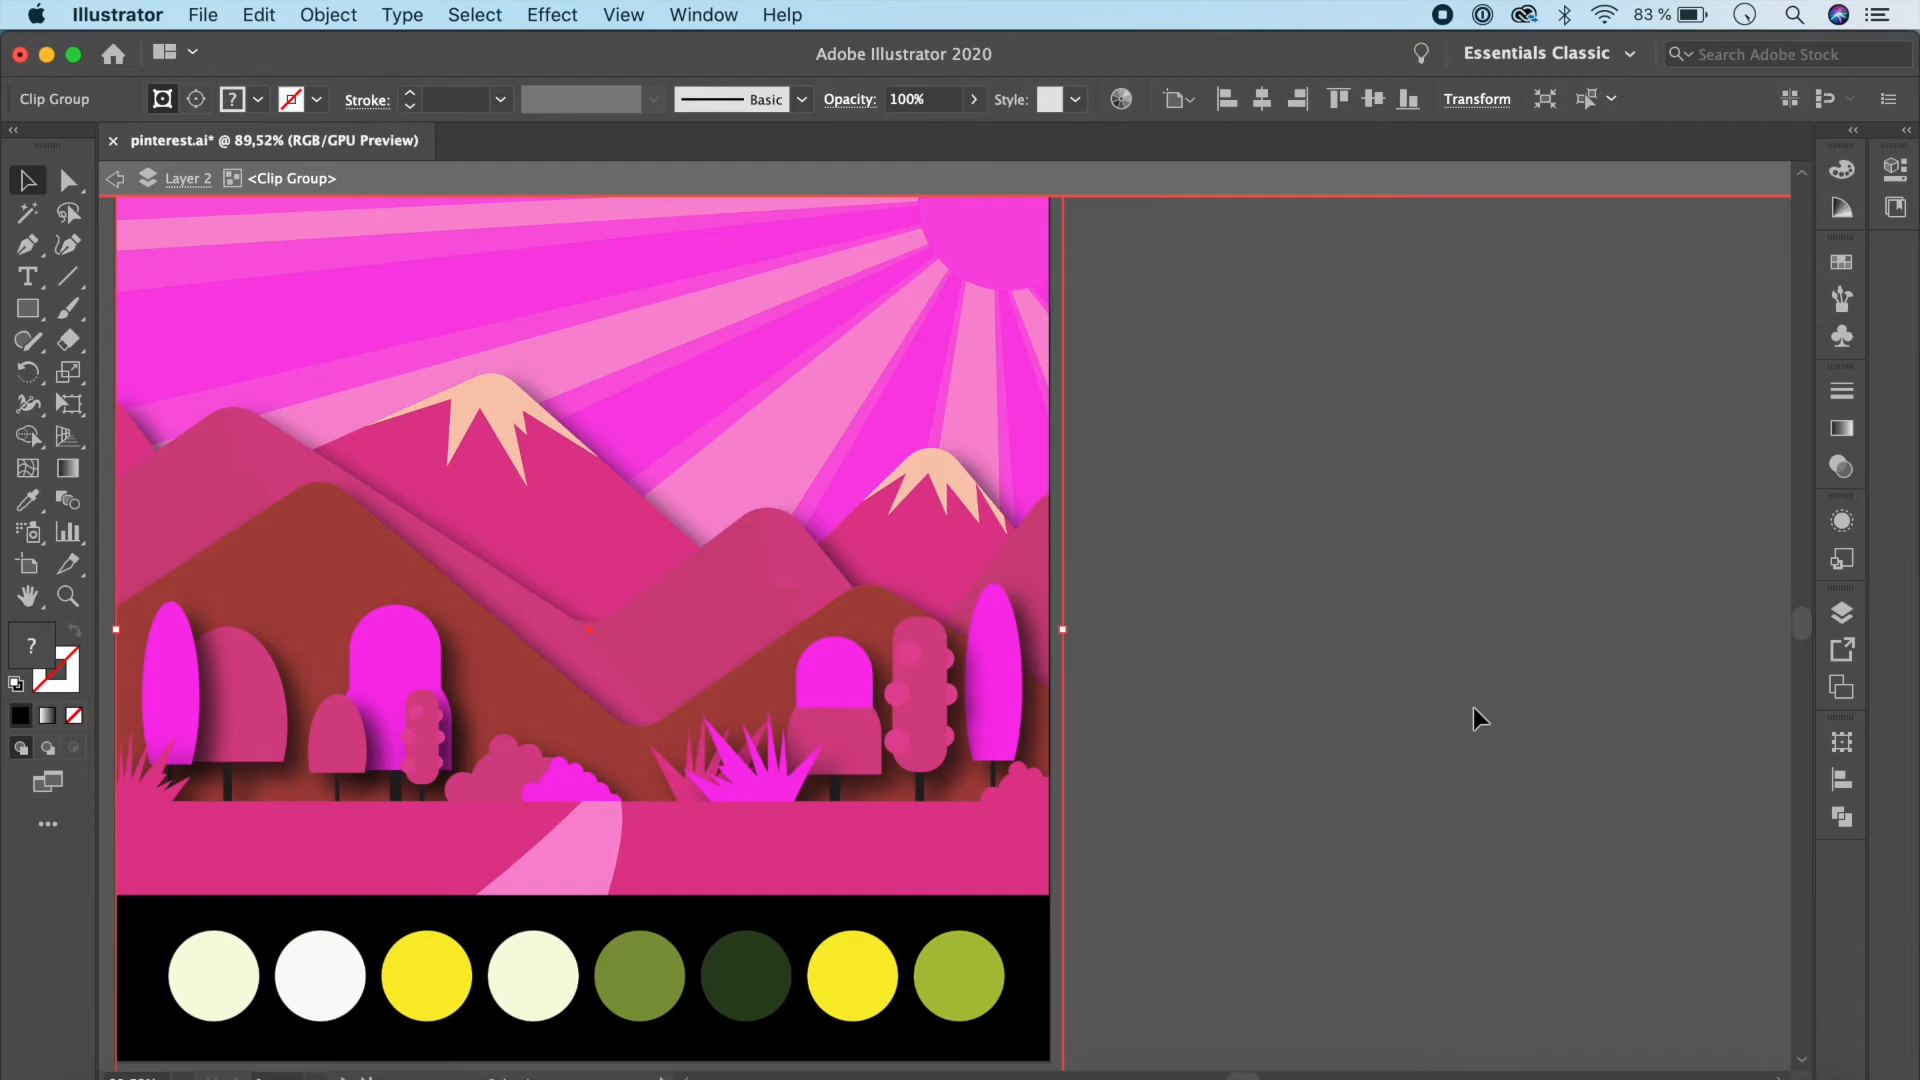 Illustrator File Edit Object Type Select Effect View Window Help 83 %
Adobe Illustrator 2020 Essentials Classic Search Adobe Stock
Clip Group ? Stroke: Basic Opacity: 100% Style: Transform
× pinterest.ai* @ 89,52% (RGB/GPU Preview)
Layer 2 <Clip Group>
?